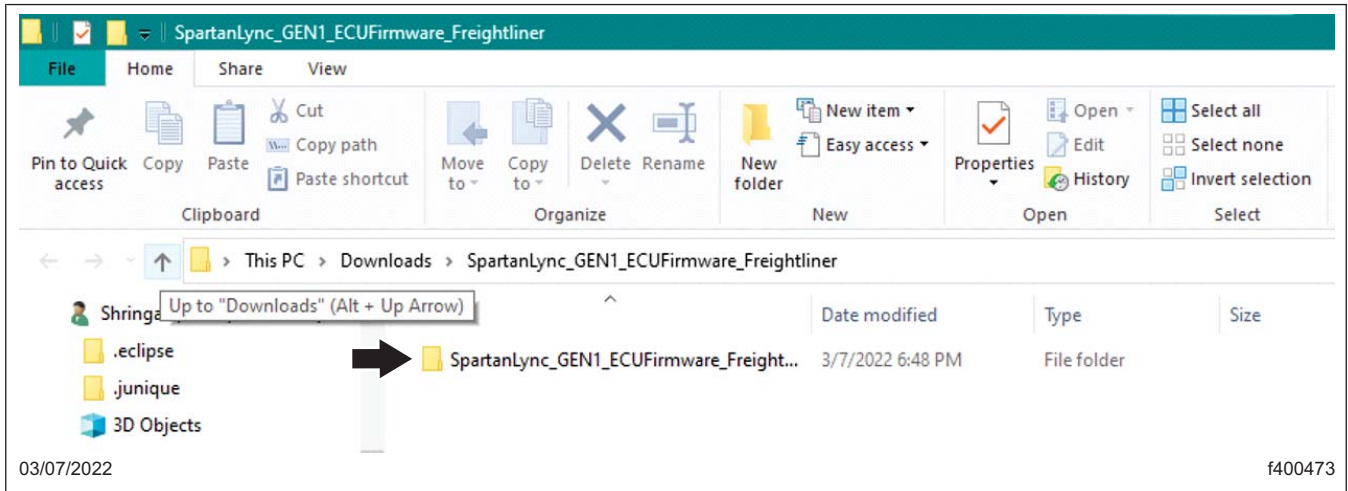 SpartanLync_GEN1_ECUFirmware_Freightliner
File Home Share View
Pin to Quick access
Copy
Paste
Cut
Copy path
Paste shortcut
Clipboard
Move to
Copy to
Delete
Rename
Organize
New folder
New item
Easy access
New
Properties
Open
Edit
History
Open
Select all
Select none
Invert selection
Select
This PC > Downloads > SpartanLync_GEN1_ECUFirmware_Freightliner
Up to "Downloads" (Alt + Up Arrow)
Date modified Type Size
.eclipse
.junique
3D Objects
SpartanLync_GEN1_ECUFirmware_Freight... 3/7/2022 6:48 PM File folder
03/07/2022 f400473